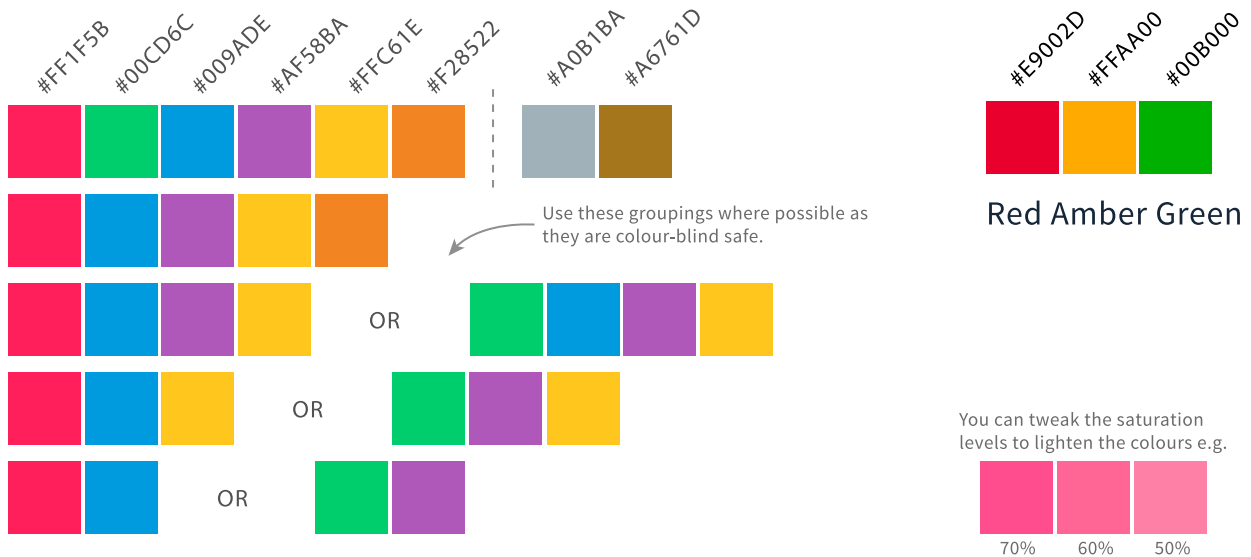 #FF1F5B
#00CD6C
#009ADE
#AF58BA
#FFC61E
#F28522
#A0B1BA
#A6761D
#E9002D
#FFAA00
#00B000
Red Amber Green
Use these groupings where possible as
they are colour-blind safe.
OR
OR
OR
You can tweak the saturation
levels to lighten the colours e.g.
70%
60%
50%